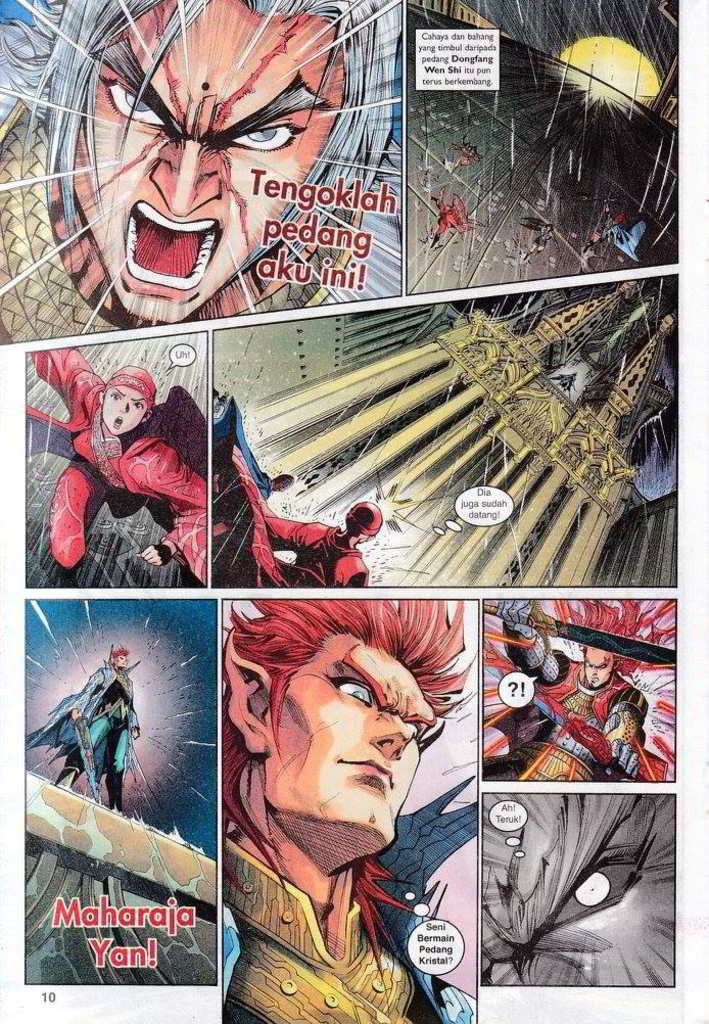 Tengoklah
pedang
aku ini!
Cahaya dan bahang
yang timbul daripada
pedang Dongfang
Wen Shi itu pun
terus berkembang.
Uh!
Dia
juga sudah
datang!
Maharaja
Yan!
Seni
Bermain
Pedang
Kristal?
?!
Ah!
Teruk!
10